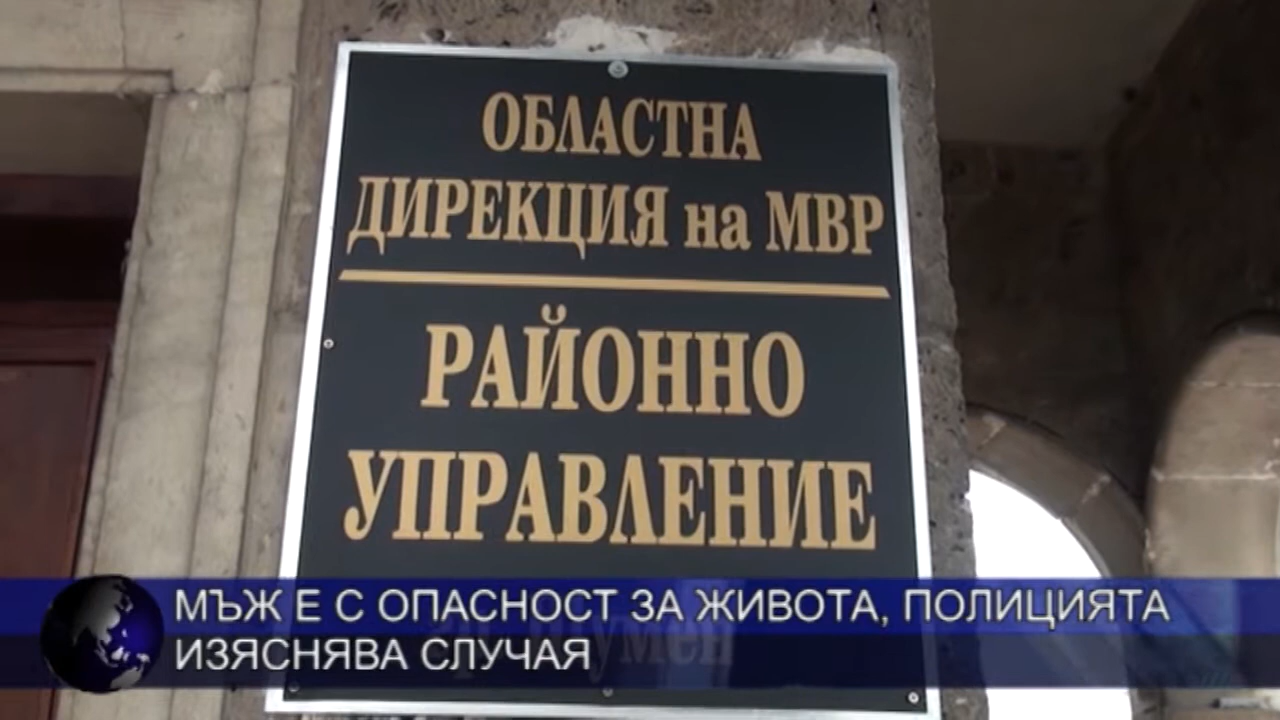 ОБЛАСТНА
ДИРЕКЦИЯ на МВР
РАЙОННО
УПРАВЛЕНИЕ
МЪЖ Е С ОПАСНОСТ ЗА ЖИВОТА, ПОЛИЦИЯТА
ИЗЯСНЯВА СЛУЧАЯ